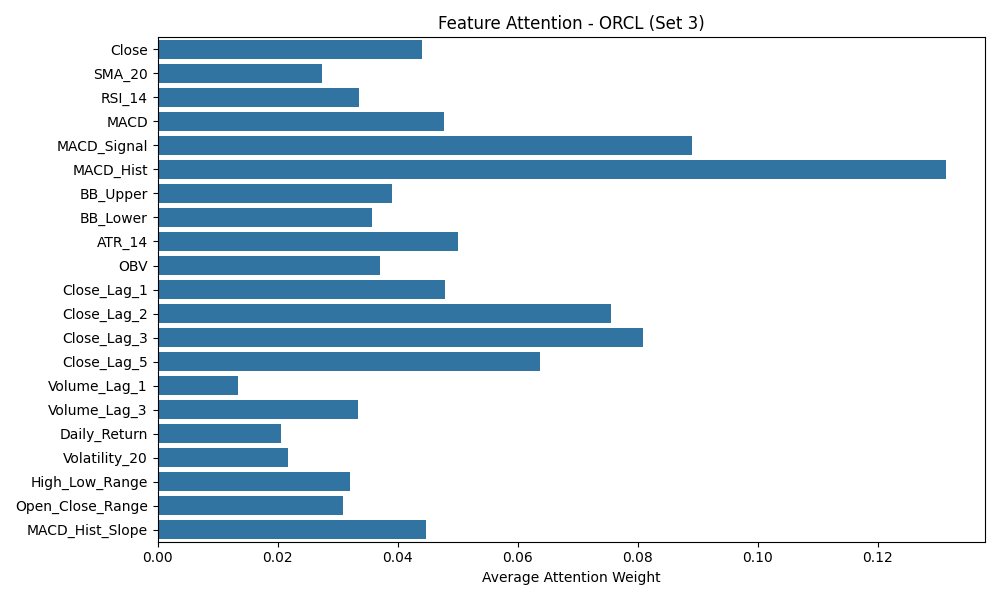 Feature Attention - ORCL (Set 3)
Close
SMA_20
RSI_14
MACD
MACD_Signal
MACD_Hist
BB_Upper
BB_Lower
ATR_14
OBV
Close_Lag_1
Close_Lag_2
Close_Lag_3
Close_Lag_5
Volume_Lag_1
Volume_Lag_3
Daily_Return
Volatility_20
High_Low_Range
Open_Close_Range
MACD_Hist_Slope
0.00 0.02 0.04 0.06 0.08 0.10 0.12
Average Attention Weight